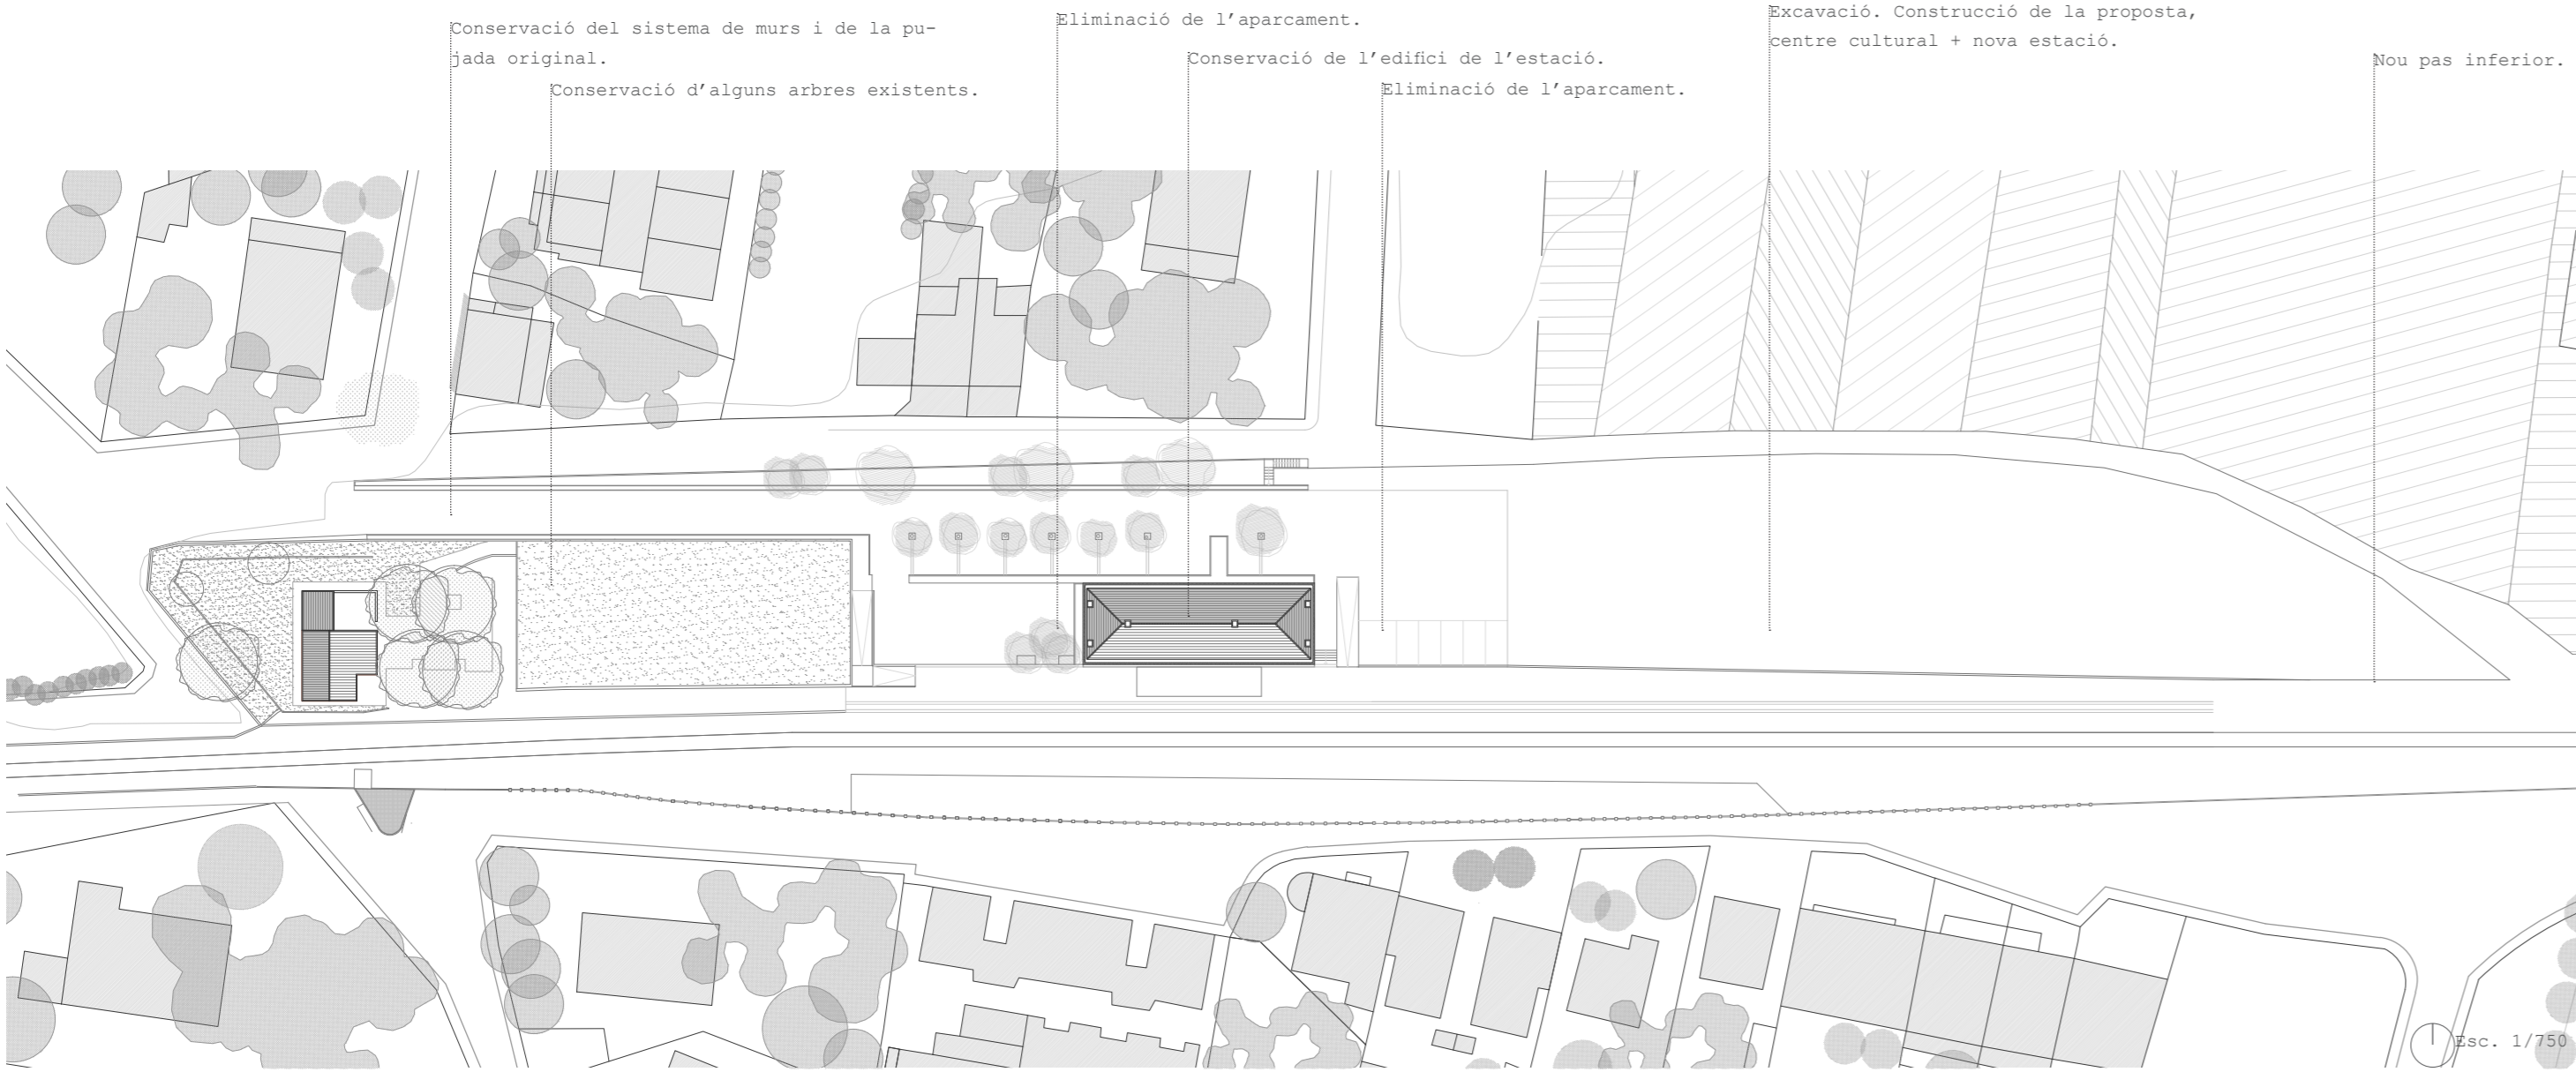 Conservació del sistema de murs i de la pu-
jada original.
Conservació d'alguns arbres existents.
Eliminació de l'aparcament.
Conservació de l'edifici de l'estació.
Eliminació de l'aparcament.
Excavació. Construcció de la proposta,
centre cultural + nova estació.
Nou pas inferior.
Esc. 1/750